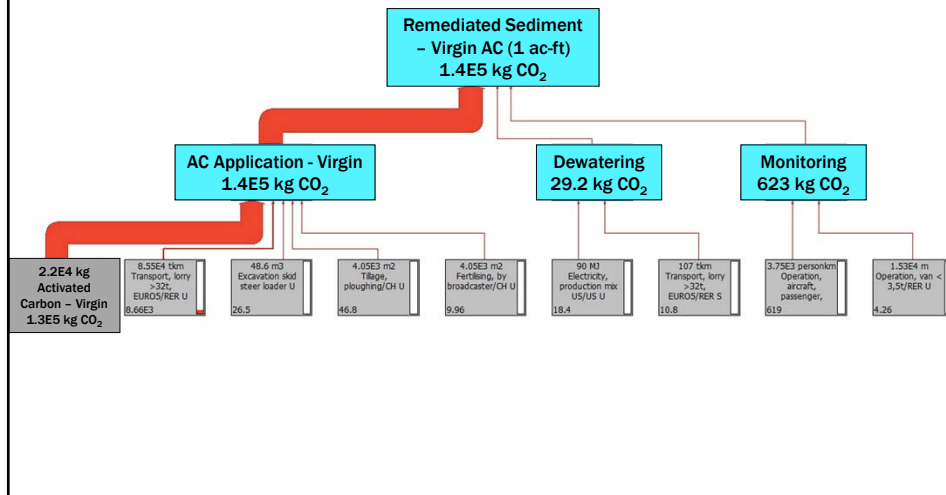 Remediated Sediment
– Virgin AC (1 ac-ft)
1.4E5 kg CO₂
AC Application - Virgin
1.4E5 kg CO₂
Dewatering
29.2 kg CO₂
Monitoring
623 kg CO₂
2.2E4 kg
Activated
Carbon – Virgin
1.3E5 kg CO₂
8.55E4 tkm
Transport, lorry
>32t,
EURO5/RER U
8.66E3
48.6 m3
Excavation skid
steer loader U
26.5
4.05E3 m2
Tillage,
ploughing/CH U
46.8
4.05E3 m2
Fertilising, by
broadcaster/CH U
9.96
90 MJ
Electricity,
production mix
US/US U
18.4
107 tkm
Transport, lorry
>32t,
EURO5/RER S
10.8
3.75E3 personkm
Operation,
aircraft,
passenger,
619
1.53E4 m
Operation, van <
3,5t/RER U
4.26